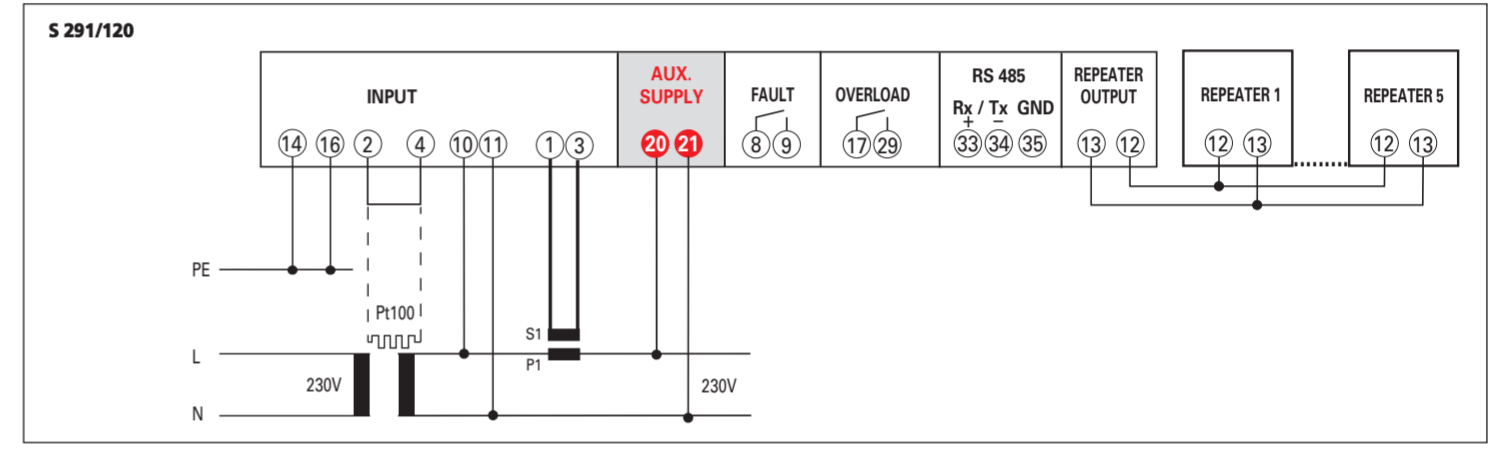 S 291/120
INPUT
AUX.
SUPPLY
FAULT
OVERLOAD
RS 485
Rx / Tx GND
+ −
REPEATER
OUTPUT
REPEATER 1
REPEATER 5
14 16 2 4 10 11 1 3 20 21 8 9 17 29 33 34 35 13 12 12 13 12 13
PE
Pt100
S1
L
P1
230V
230V
N